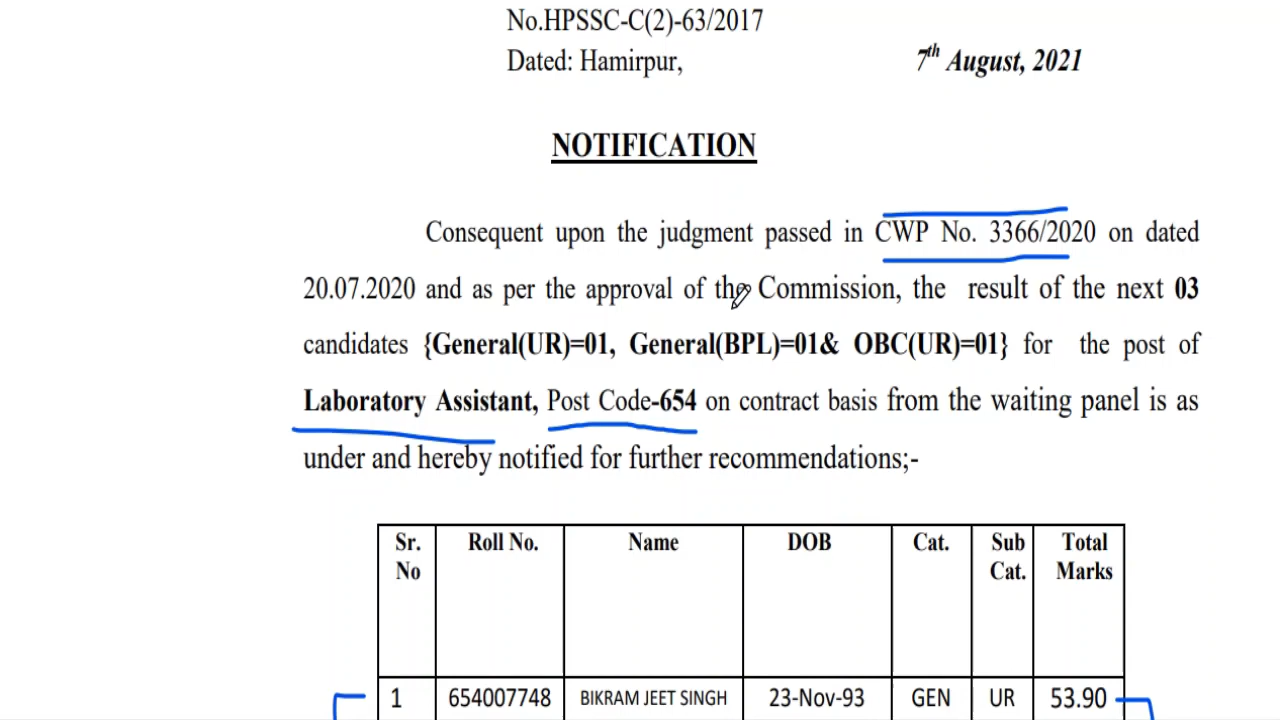 No.HPSSC-C(2)-63/2017
Dated: Hamirpur, 7th August, 2021
NOTIFICATION
Consequent upon the judgment passed in CWP No. 3366/2020 on dated
20.07.2020 and as per the approval of the Commission, the result of the next 03
candidates {General(UR)=01, General(BPL)=01& OBC(UR)=01} for the post of
Laboratory Assistant, Post Code-654 on contract basis from the waiting panel is as
under and hereby notified for further recommendations;-
Sr. No Roll No. Name DOB Cat. Sub Cat. Total Marks
1 654007748 BIKRAM JEET SINGH 23-Nov-93 GEN UR 53.90